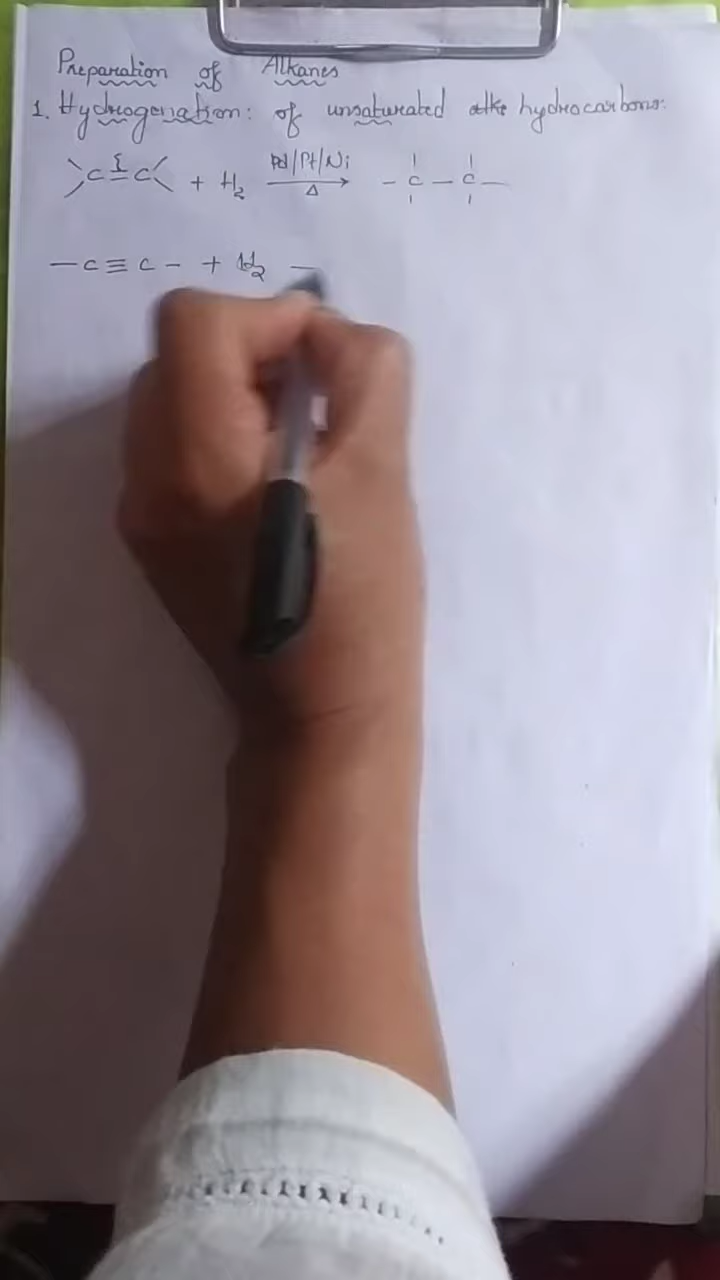 Preparation of Alkanes
1. Hydrogenation: of unsaturated hydrocarbons:
>C=C< + H₂ Pd/Pt/Ni → Δ -C-C-
-C≡C- + H₂ -